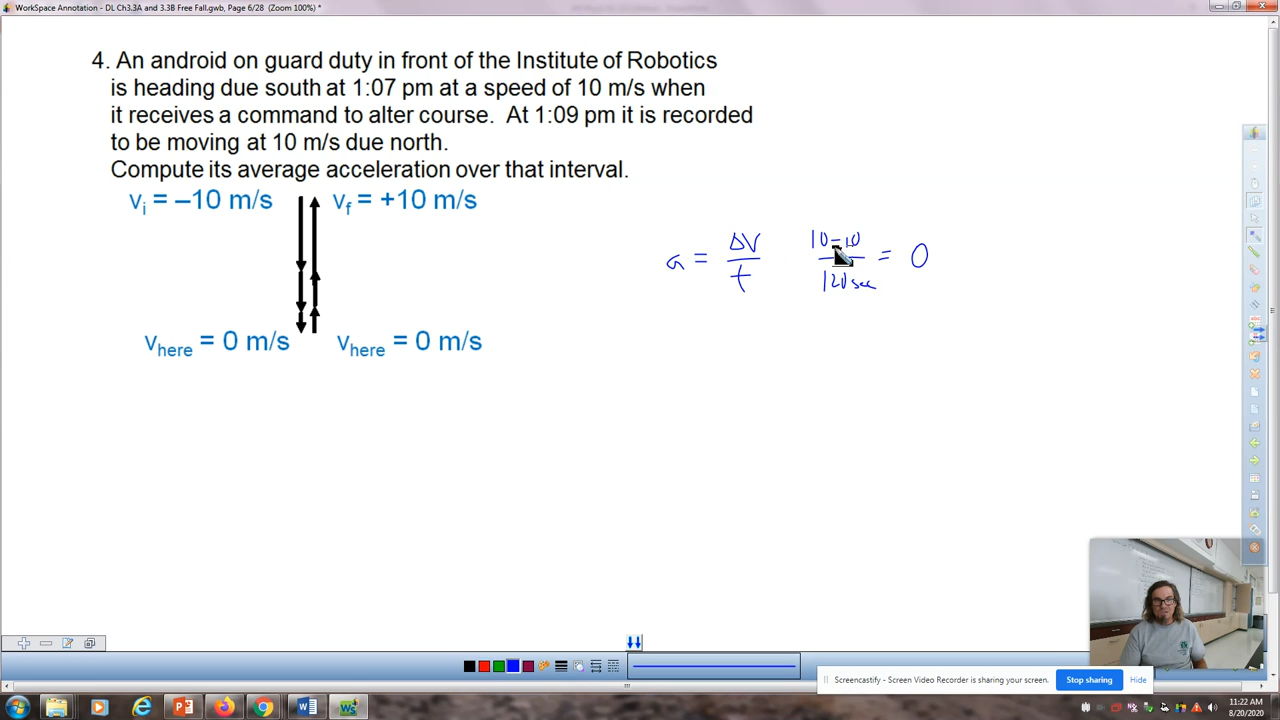 WorkSpace Annotation - DL Ch3.3A and 3.3B Free Fall.gwb, Page 6/28 (Zoom 100%) *
4. An android on guard duty in front of the Institute of Robotics
is heading due south at 1:07 pm at a speed of 10 m/s when
it receives a command to alter course.  At 1:09 pm it is recorded
to be moving at 10 m/s due north.
Compute its average acceleration over that interval.
vi = –10 m/s vf = +10 m/s
a = ΔV/t 10-10/120 sec = 0
vhere = 0 m/s vhere = 0 m/s
Screencastify - Screen Video Recorder is sharing your screen. Stop sharing Hide
11:22 AM
8/20/2020